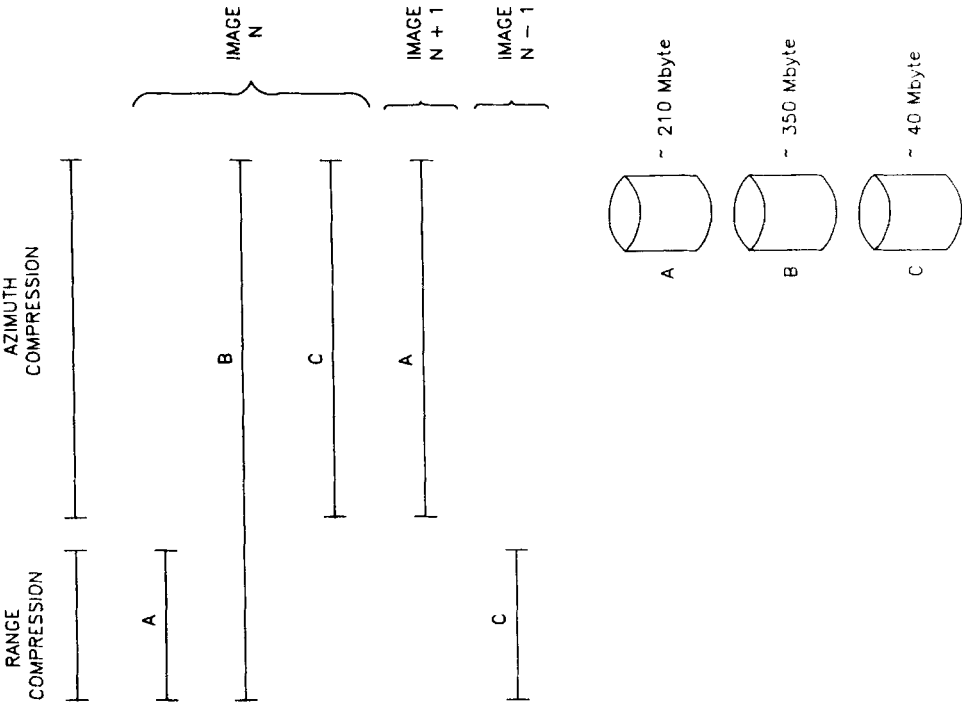 RANGE
COMPRESSION
AZIMUTH
COMPRESSION
A
B
C
IMAGE
N
A
IMAGE
N + 1
C
IMAGE
N - 1
A
~ 210 Mbyte
B
~ 350 Mbyte
C
~ 40 Mbyte